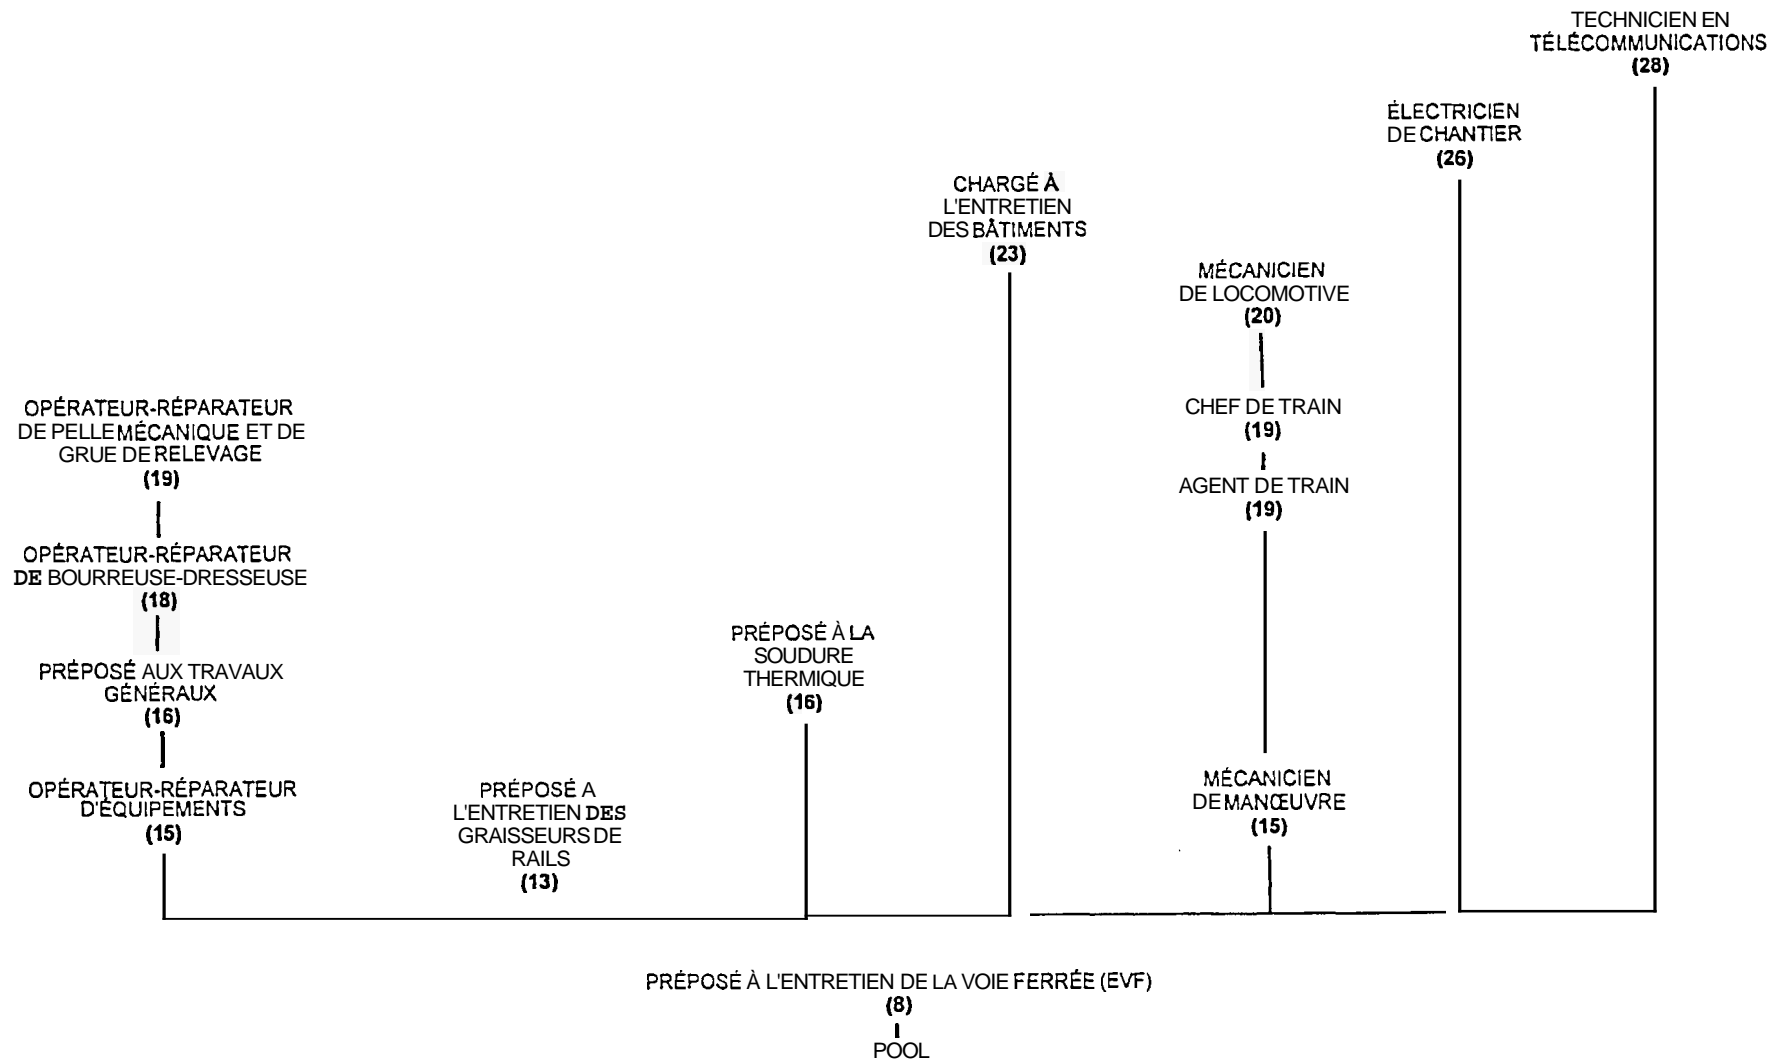 TECHNICIEN EN
TÉLÉCOMMUNICATIONS
(28)
ÉLECTRICIEN
DE CHANTIER
(26)
CHARGÉ À
L'ENTRETIEN
DES BÂTIMENTS
(23)
MÉCANICIEN
DE LOCOMOTIVE
(20)
CHEF DE TRAIN
(19)
AGENT DE TRAIN
(19)
MÉCANICIEN
DE MANŒUVRE
(15)
OPÉRATEUR-RÉPARATEUR
DE PELLE MÉCANIQUE ET DE
GRUE DE RELEVAGE
(19)
OPÉRATEUR-RÉPARATEUR
DE BOURREUSE-DRESSEUSE
(18)
PRÉPOSÉ AUX TRAVAUX
GÉNÉRAUX
(16)
OPÉRATEUR-RÉPARATEUR
D'ÉQUIPEMENTS
(15)
PRÉPOSÉ A
L'ENTRETIEN DES
GRAISSEURS DE
RAILS
(13)
PRÉPOSÉ À LA
SOUDURE
THERMIQUE
(16)
PRÉPOSÉ À L'ENTRETIEN DE LA VOIE FERRÉE (EVF)
(8)
POOL